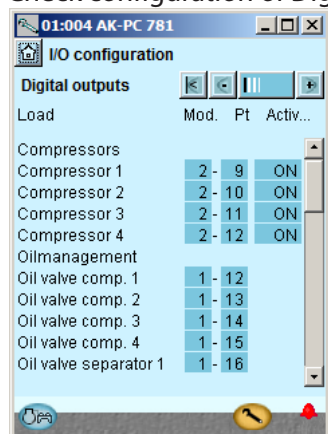 01:004 AK-PC 781
I/O configuration
Digital outputs
Load Mod. Pt Activ...
Compressors
Compressor 1 2 - 9 ON
Compressor 2 2 - 10 ON
Compressor 3 2 - 11 ON
Compressor 4 2 - 12 ON
Oilmanagement
Oil valve comp. 1 1 - 12
Oil valve comp. 2 1 - 13
Oil valve comp. 3 1 - 14
Oil valve comp. 4 1 - 15
Oil valve separator 1 1 - 16